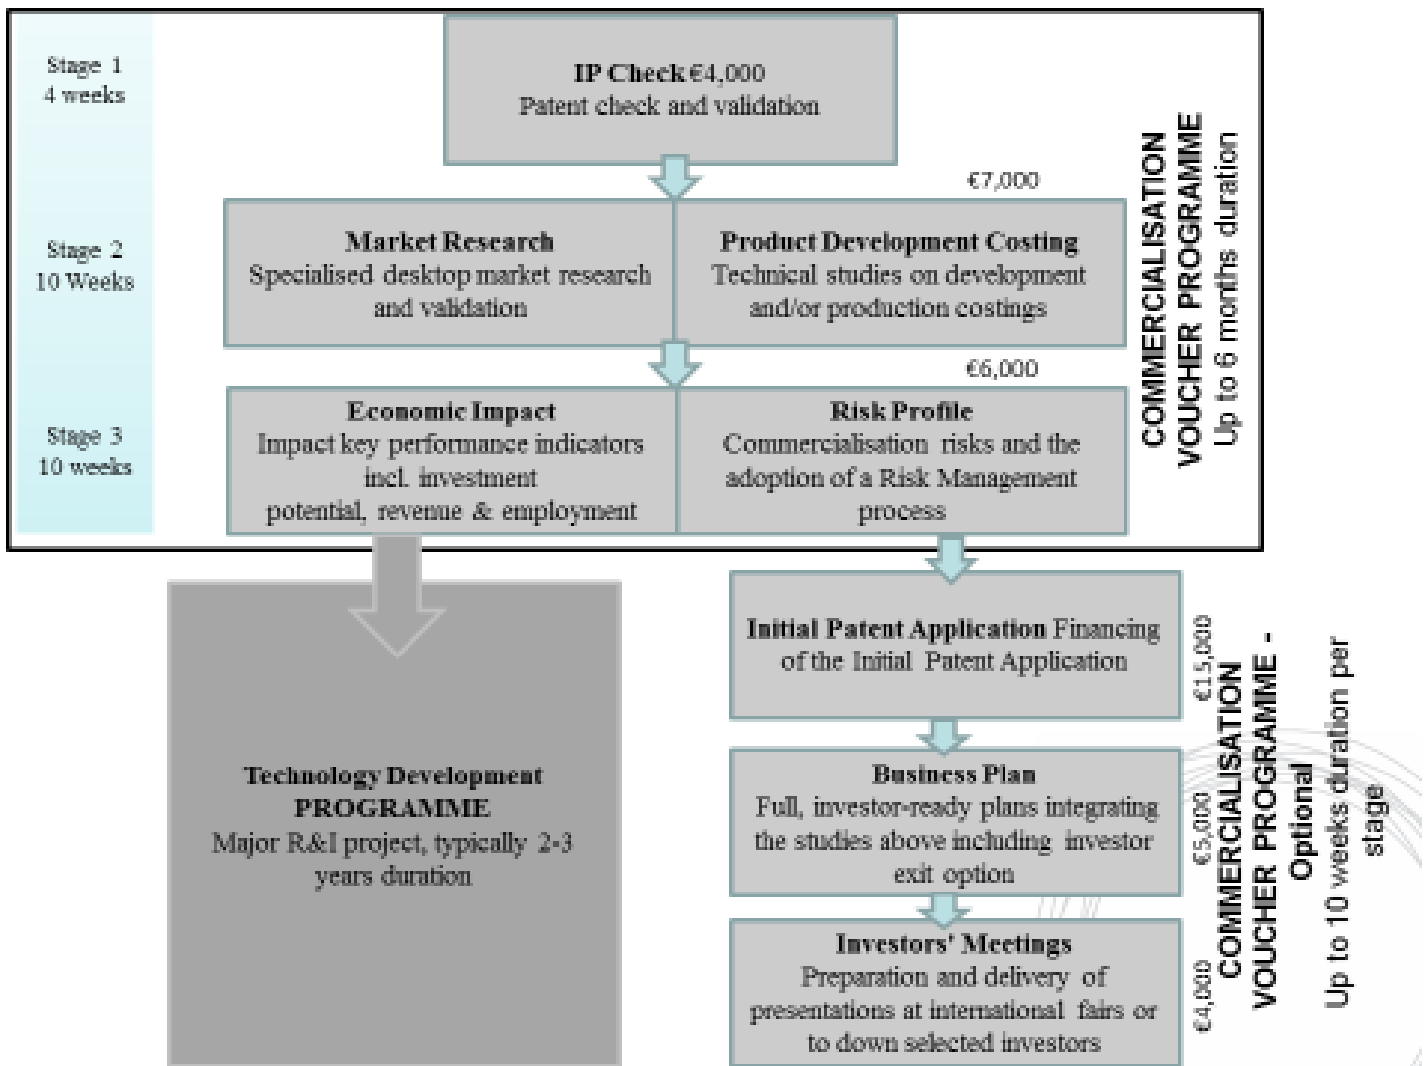 Stage 1
4 weeks
IP Check €4,000
Patent check and validation
€7,000
Stage 2
10 Weeks
Market Research
Specialised desktop market research
and validation
Product Development Costing
Technical studies on development
and/or production costings
€6,000
Stage 3
10 weeks
Economic Impact
Impact key performance indicators
incl. investment
potential, revenue & employment
Risk Profile
Commercialisation risks and the
adoption of a Risk Management
process
COMMERCIALISATION
VOUCHER PROGRAMME
Up to 6 months duration
Technology Development
PROGRAMME
Major R&I project, typically 2-3
years duration
Initial Patent Application Financing
of the Initial Patent Application
€15,000
Business Plan
Full, investor-ready plans integrating
the studies above including investor
exit option
€5,000
Investors' Meetings
Preparation and delivery of
presentations at international fairs or
to down selected investors
€4,000
COMMERCIALISATION
VOUCHER PROGRAMME -
Optional
Up to 10 weeks duration per
stage